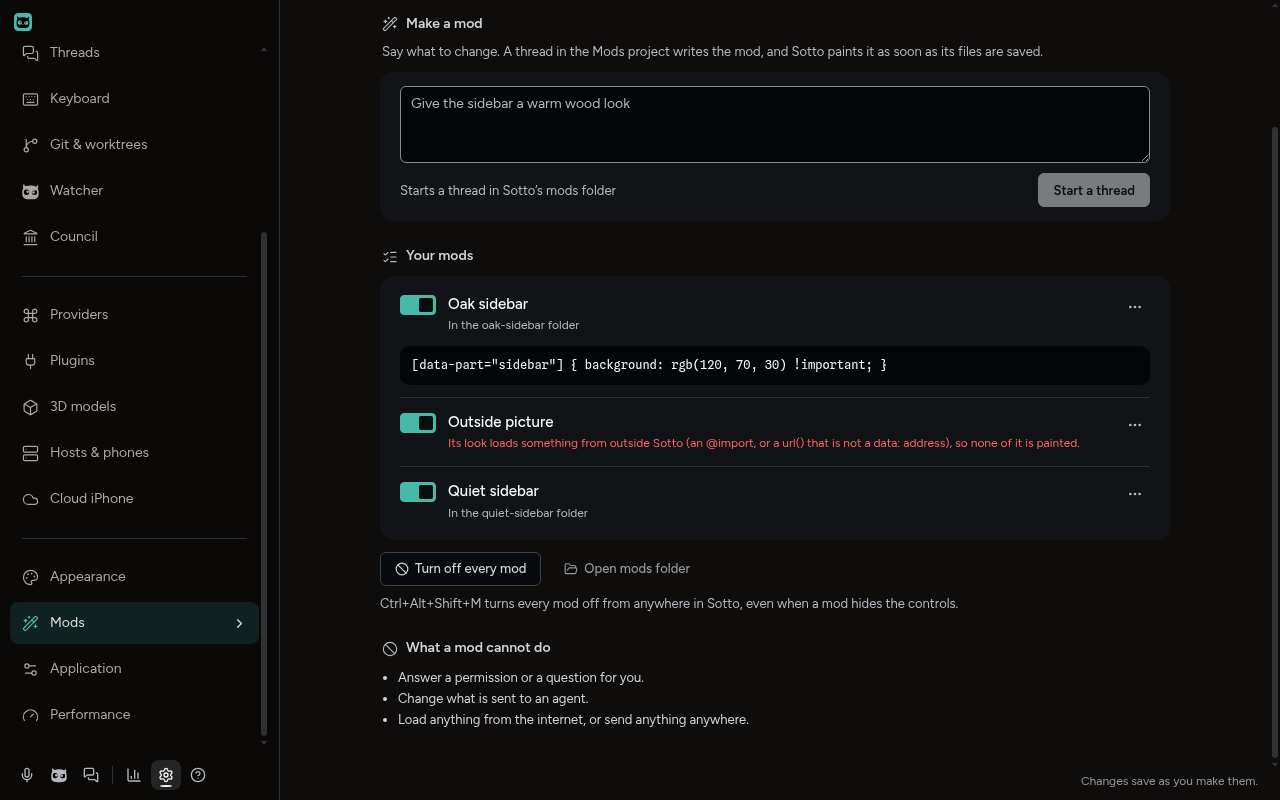 Threads
Keyboard
Git & worktrees
Watcher
Council
Providers
Plugins
3D models
Hosts & phones
Cloud iPhone
Appearance
Mods
Application
Performance
Make a mod
Say what to change. A thread in the Mods project writes the mod, and Sotto paints it as soon as its files are saved.
Give the sidebar a warm wood look
Starts a thread in Sotto’s mods folder
Start a thread
Your mods
Oak sidebar
In the oak-sidebar folder
[data-part="sidebar"] { background: rgb(120, 70, 30) !important; }
Outside picture
Its look loads something from outside Sotto (an @import, or a url() that is not a data: address), so none of it is painted.
Quiet sidebar
In the quiet-sidebar folder
Turn off every mod
Open mods folder
Ctrl+Alt+Shift+M turns every mod off from anywhere in Sotto, even when a mod hides the controls.
What a mod cannot do
• Answer a permission or a question for you.
• Change what is sent to an agent.
• Load anything from the internet, or send anything anywhere.
Changes save as you make them.